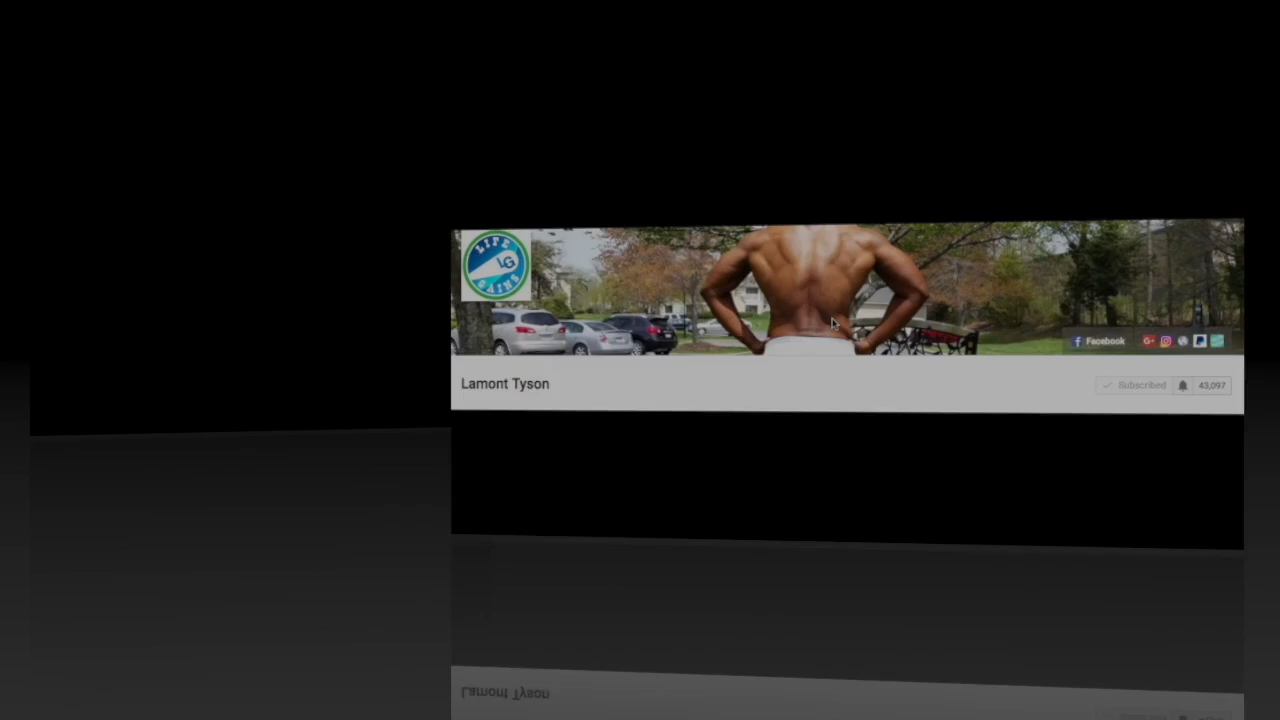 LIFE
LG
GAINS
Facebook
G+
Lamont Tyson
Subscribed 43,097
Lamont Tyson